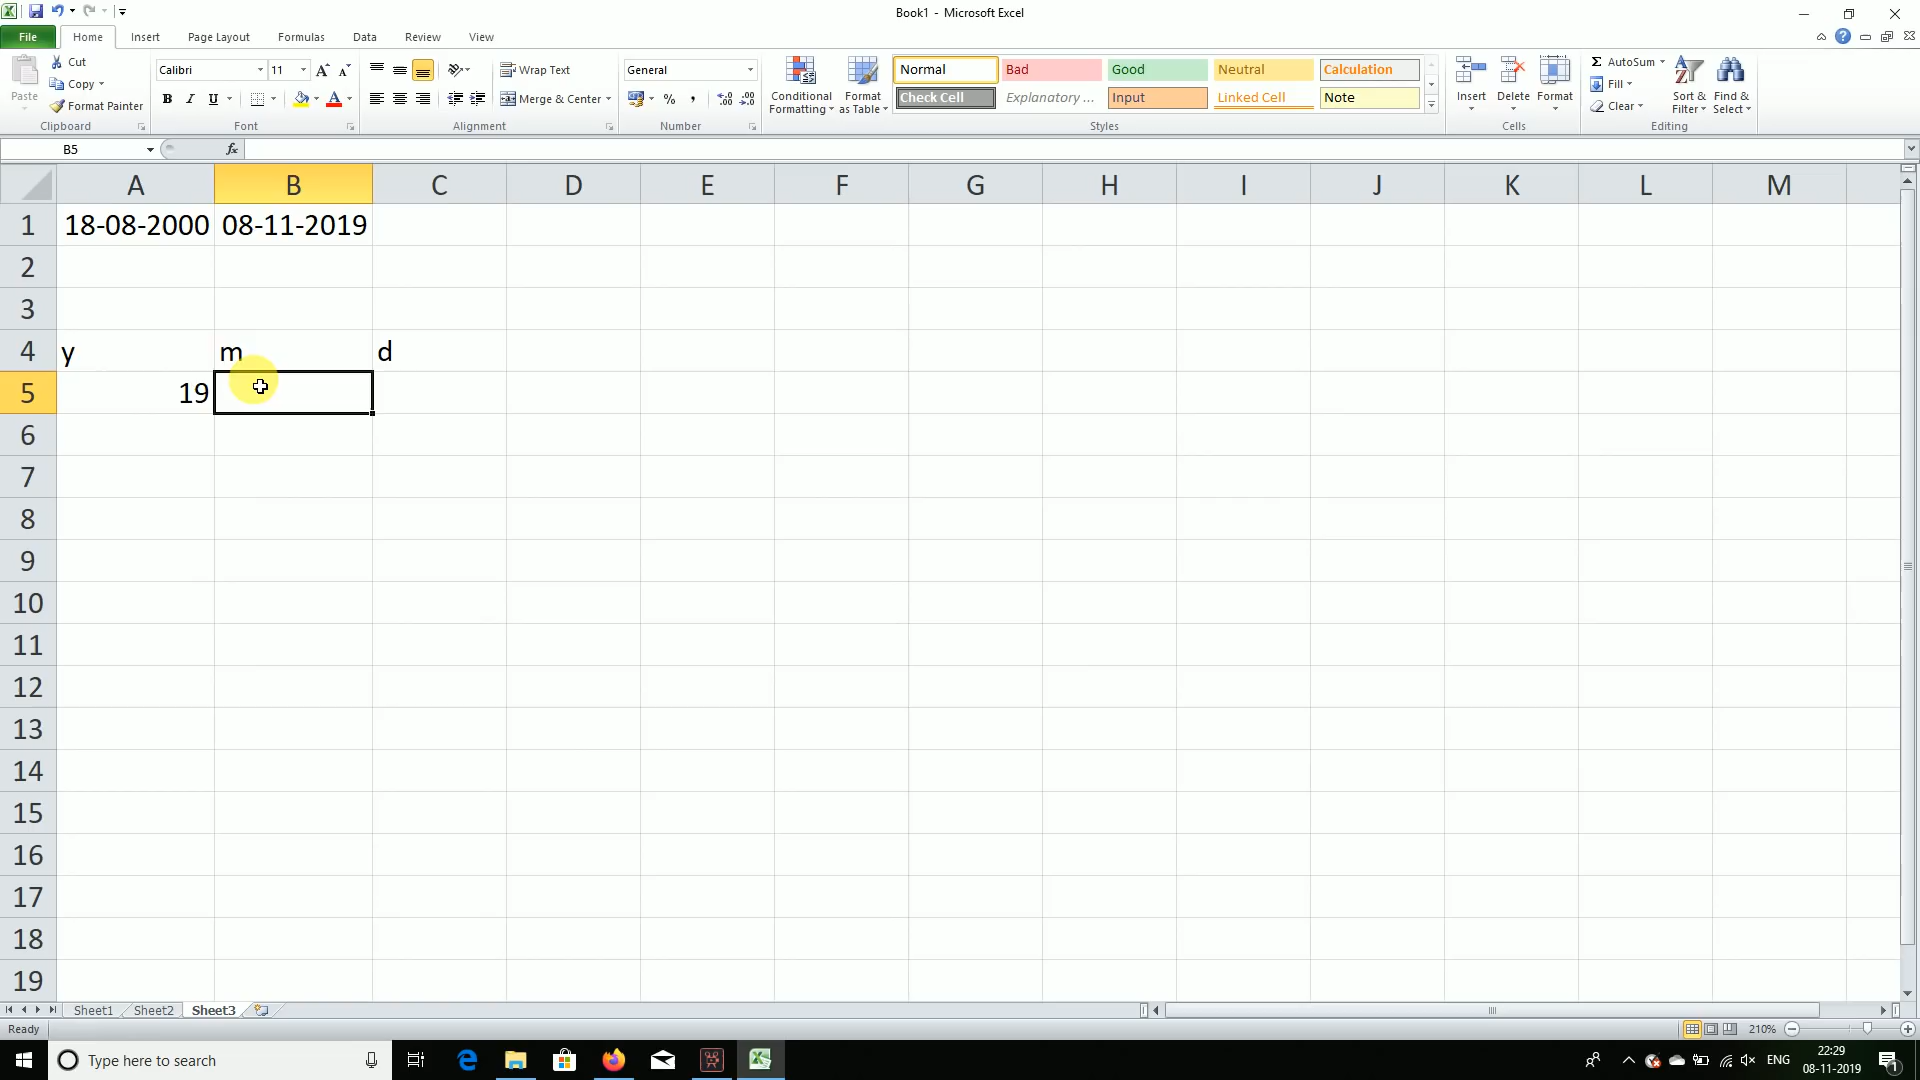 Book1 - Microsoft Excel
File Home Insert Page Layout Formulas Data Review View
Paste
Cut
Copy
Format Painter
Clipboard
Calibri 11
B I U
Font
Wrap Text
Merge & Center
Alignment
General
% ,
Number
Conditional Formatting
Format as Table
Normal Bad Good Neutral Calculation
Check Cell Explanatory ... Input Linked Cell Note
Styles
Insert Delete Format
Cells
Σ AutoSum
Fill
Clear
Sort & Filter
Find & Select
Editing
B5 fx
A B C D E F G H I J K L M
1 18-08-2000 08-11-2019
2
3
4 y m d
5 19
6
7
8
9
10
11
12
13
14
15
16
17
18
19
Sheet1 Sheet2 Sheet3
Ready 210%
Type here to search
ENG
22:29
08-11-2019
1